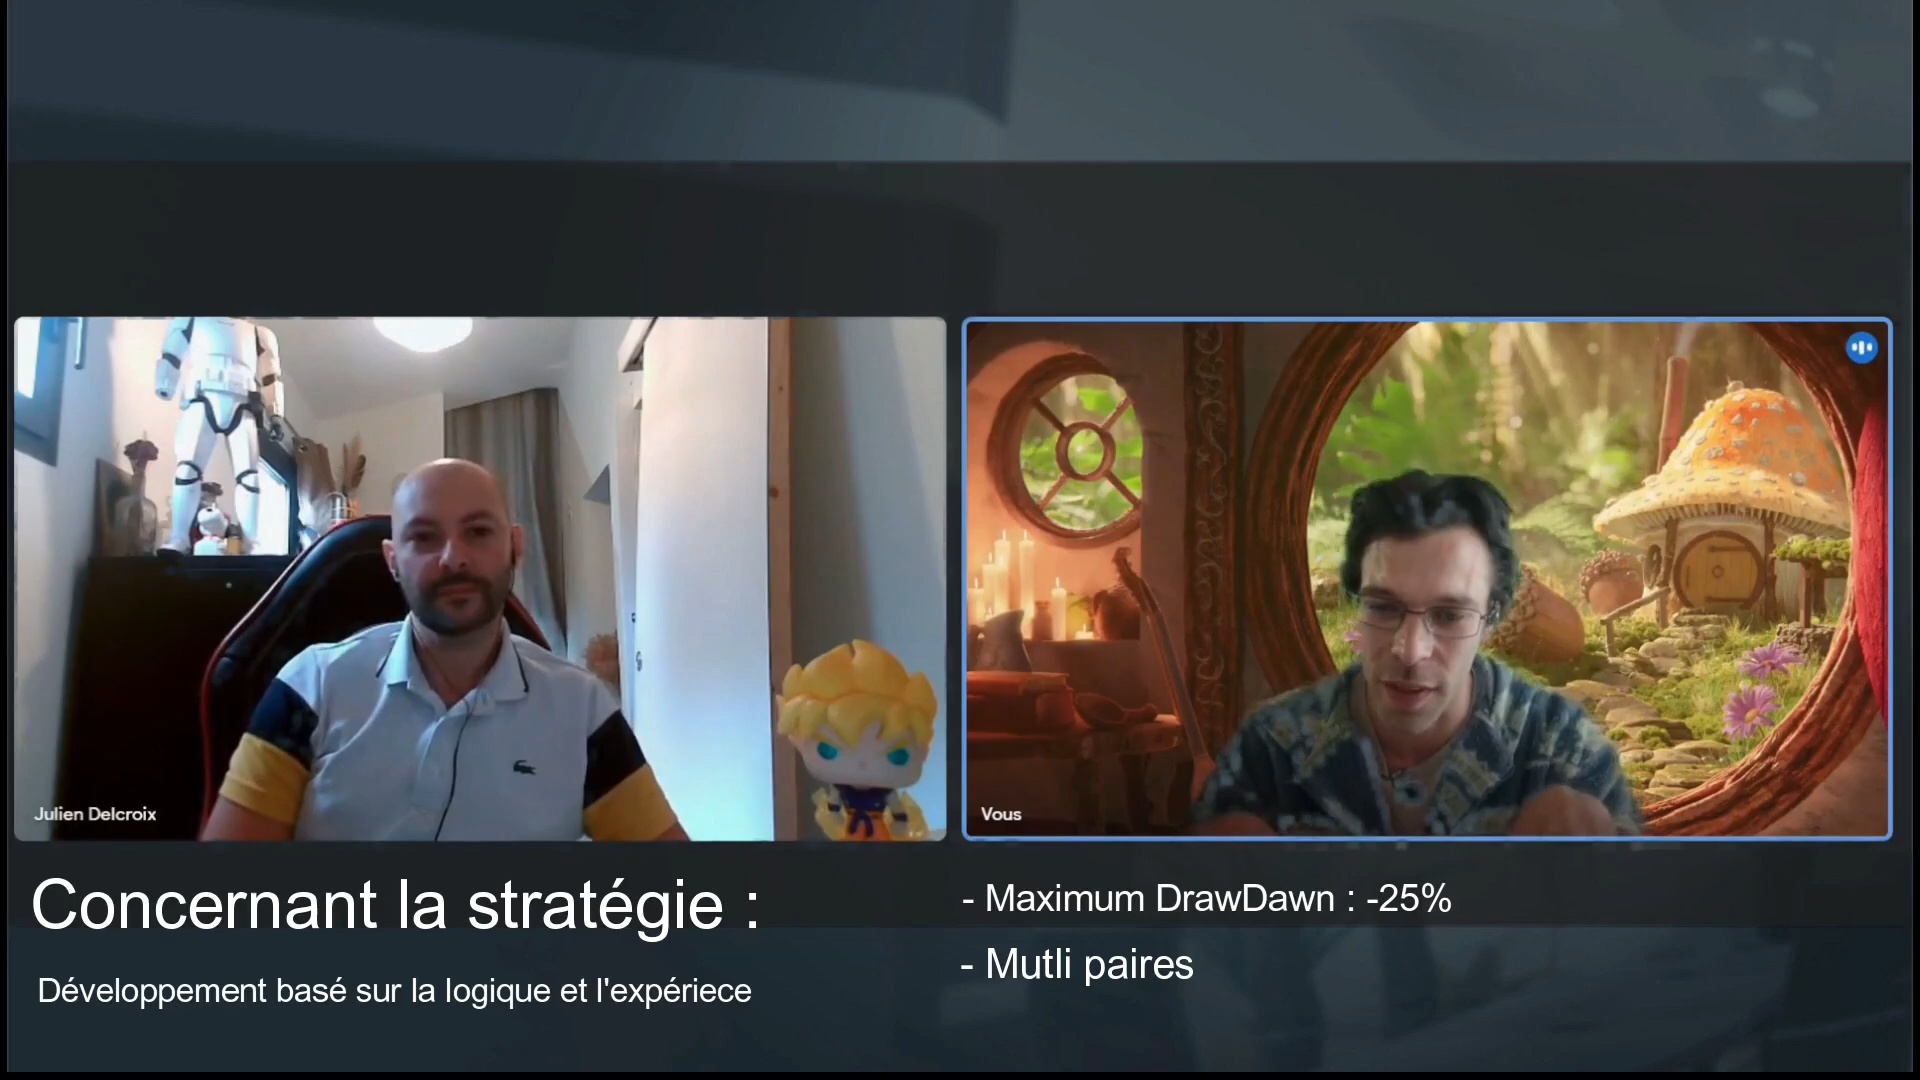 Julien Delcroix
Vous
Concernant la stratégie :
Développement basé sur la logique et l'expériece
- Maximum DrawDawn : -25%
- Mutli paires